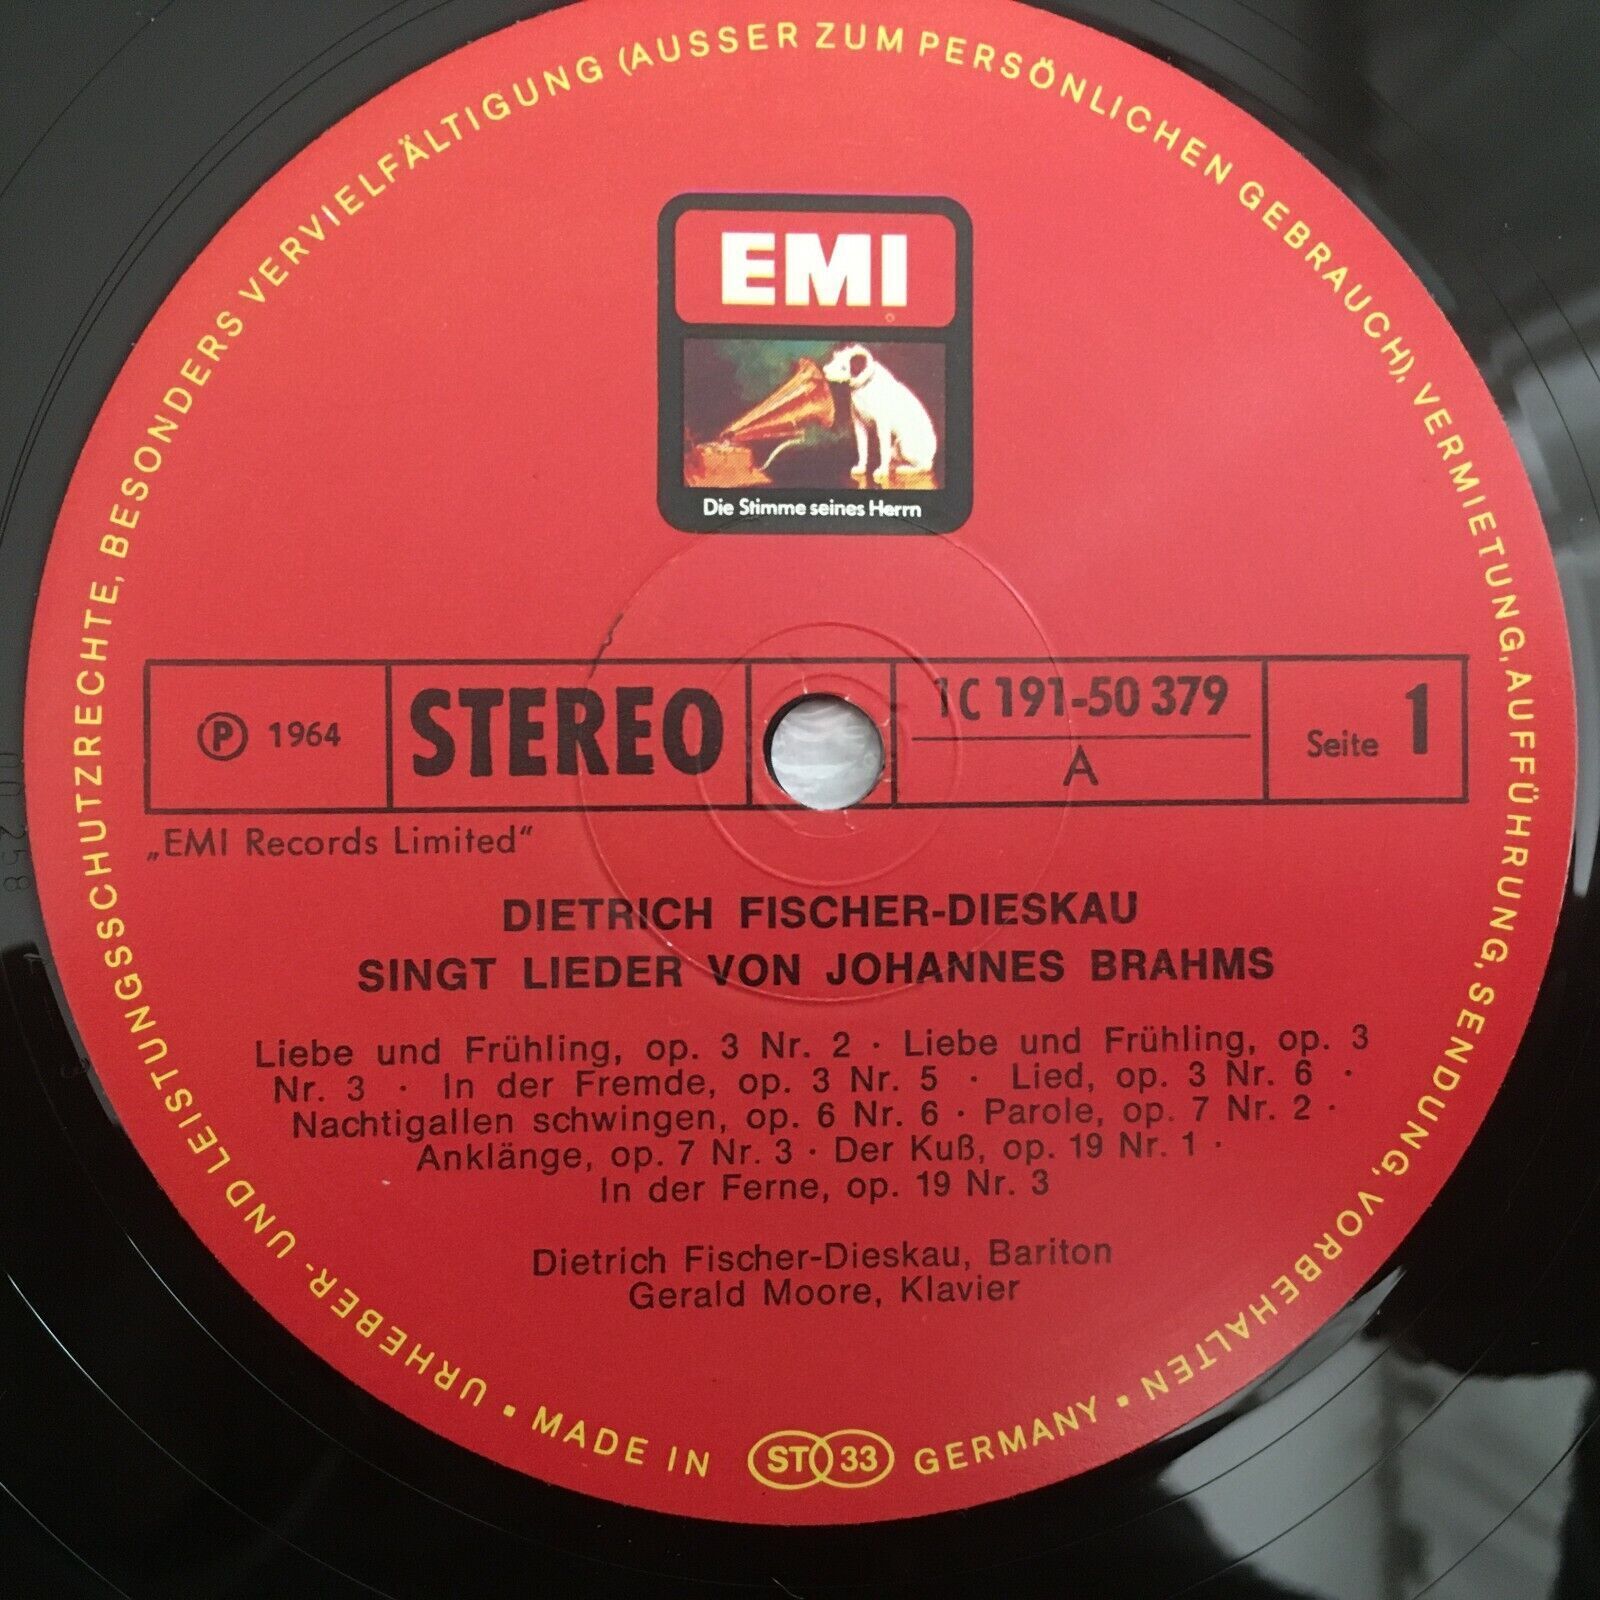 URHEBER- UND LEISTUNGSSCHUTZRECHTE, BESONDERS VERVIELFÄLTIGUNG (AUSSER ZUM PERSÖNLICHEN GEBRAUCH), VERMIETUNG, AUFFÜHRUNG, SENDUNG, VORBEHALTEN •
EMI
Die Stimme seines Herrn
Ⓟ 1964
STEREO
1C 191-50 379
A
Seite 1
„EMI Records Limited“
DIETRICH FISCHER-DIESKAU
SINGT LIEDER VON JOHANNES BRAHMS
Liebe und Frühling, op. 3 Nr. 2 · Liebe und Frühling, op. 3
Nr. 3 · In der Fremde, op. 3 Nr. 5 · Lied, op. 3 Nr. 6 ·
Nachtigallen schwingen, op. 6 Nr. 6 · Parole, op. 7 Nr. 2 ·
Anklänge, op. 7 Nr. 3 · Der Kuß, op. 19 Nr. 1 ·
In der Ferne, op. 19 Nr. 3
Dietrich Fischer-Dieskau, Bariton
Gerald Moore, Klavier
• MADE IN ST 33 GERMANY